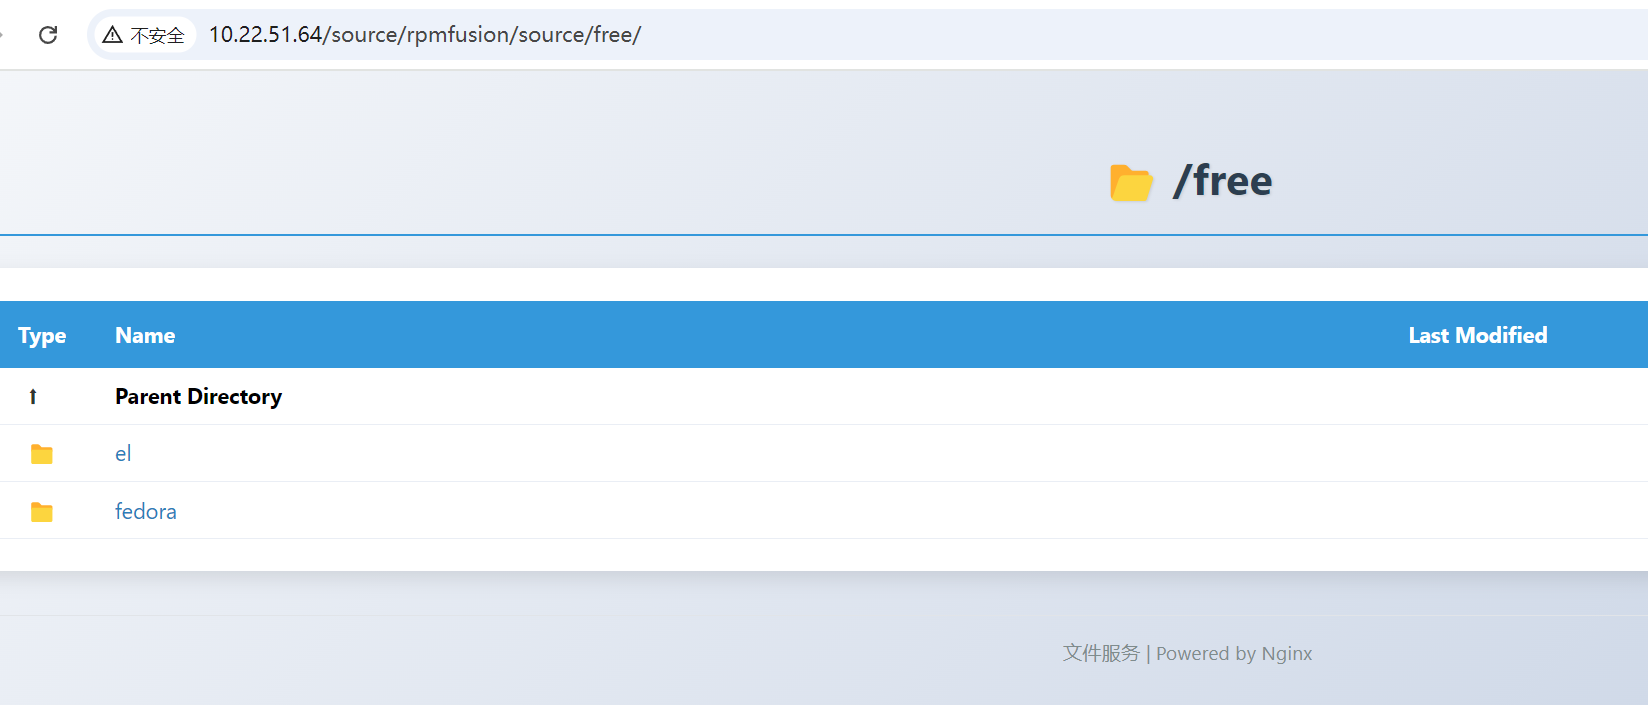 不安全 10.22.51.64/source/rpmfusion/source/free/
/free
Type Name Last Modified
Parent Directory
el
fedora
文件服务 | Powered by Nginx